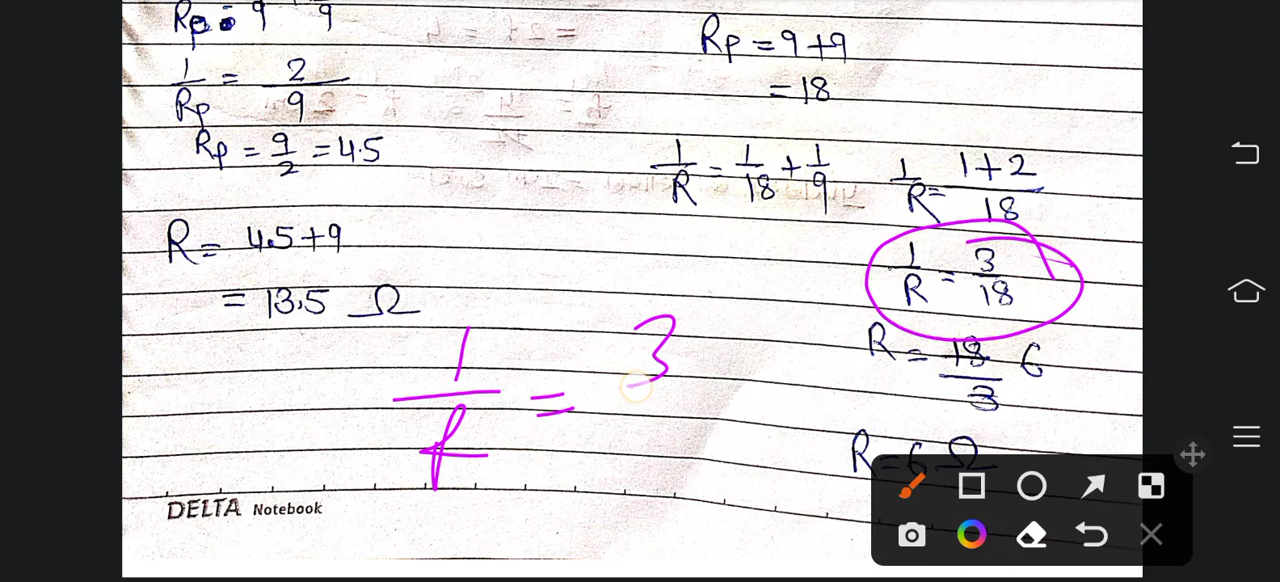 Rp = 9 9
1/Rp = 2/9
Rp = 9/2 = 4.5
R = 4.5+9
= 13.5 Ω
Rp = 9+9
= 18
1/R = 1/18 + 1/9
1/R = 1+2/18
1/R = 3/18
R = 18/3 6
R = 6 Ω
1/f = 3
DELTA Notebook